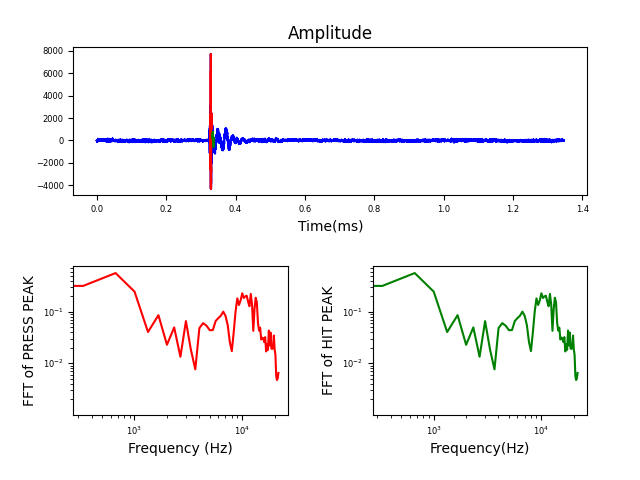 Amplitude
8000
6000
4000
2000
0
−2000
−4000
0.0 0.2 0.4 0.6 0.8 1.0 1.2 1.4
Time(ms)
FFT of PRESS PEAK
10⁻¹
10⁻²
10³ 10⁴
Frequency (Hz)
FFT of HIT PEAK
10⁻¹
10⁻²
10³ 10⁴
Frequency(Hz)